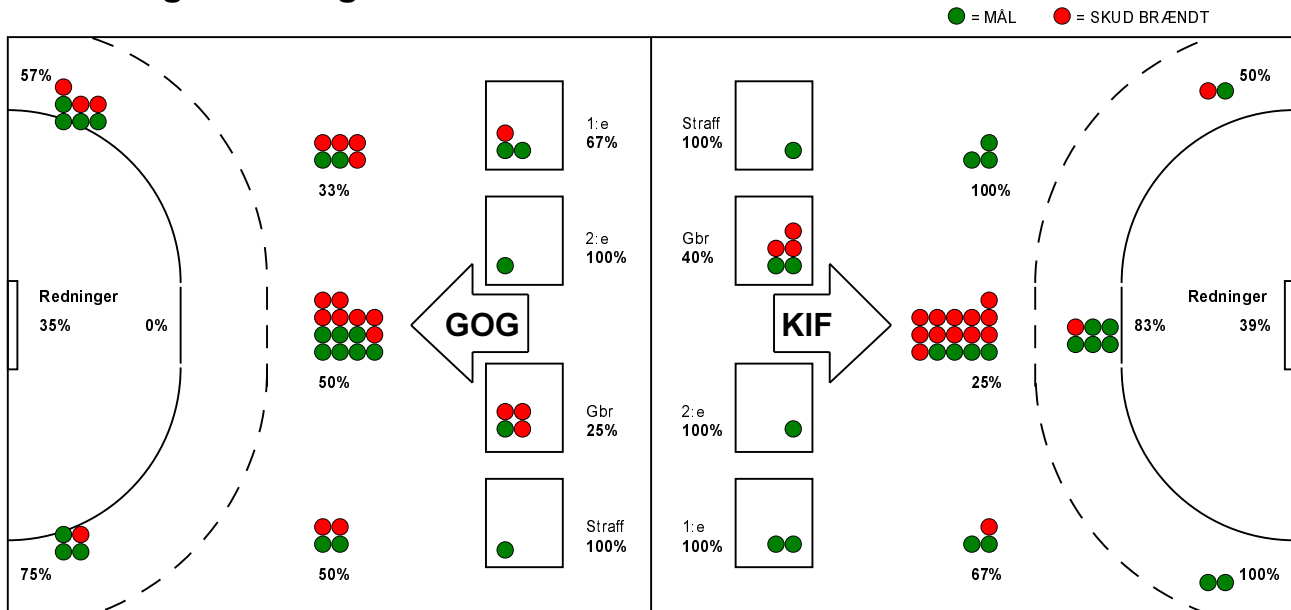 = MÅL
= SKUD BRÆNDT
57%
50%
1:e
67%
Straff
100%
33%
100%
2:e
100%
Gbr
40%
Redninger
35%
0%
GOG
KIF
83%
Redninger
39%
50%
25%
Gbr
25%
2:e
100%
Straff
100%
1:e
100%
75%
50%
67%
100%